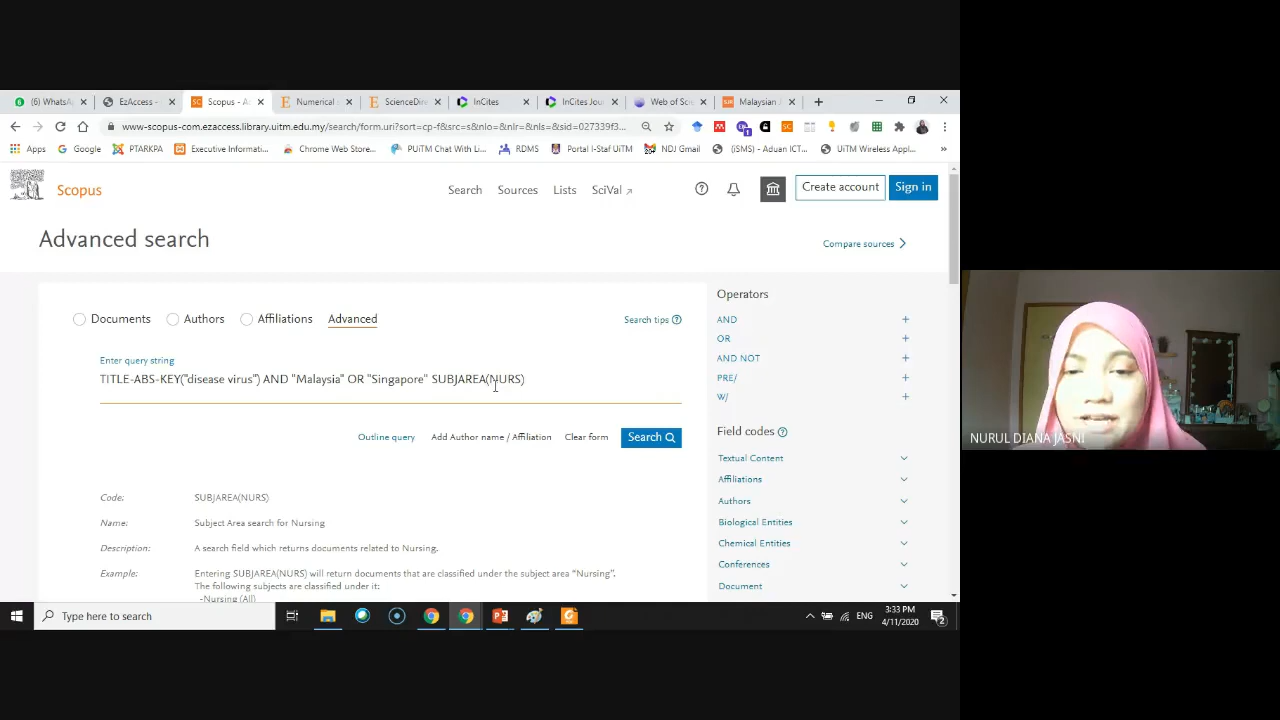 (6) WhatsA
EzAccess -
Scopus - A
Numerical
ScienceDire
InCites
InCites Jou
Web of Scie
Malaysian J
www-scopus-com.ezaccess.library.uitm.edu.my/search/form.uri?sort=cp-f&src=s&nlo=&nlr=&nls=&sid=027339f3...
Apps
Google
PTARKPA
Executive Informati...
Chrome Web Store...
PUiTM Chat With Li...
RDMS
Portal I-Staf UiTM
NDJ Gmail
(iSMS) - Aduan ICT...
UiTM Wireless Appl...
»
Scopus
Search
Sources
Lists
SciVal
Create account
Sign in
Advanced search
Compare sources
Documents
Authors
Affiliations
Advanced
Search tips
Enter query string
TITLE-ABS-KEY("disease virus") AND "Malaysia" OR "Singapore" SUBJAREA(NURS)
Outline query
Add Author name / Affiliation
Clear form
Search
Code: SUBJAREA(NURS)
Name: Subject Area search for Nursing
Description: A search field which returns documents related to Nursing.
Example: Entering SUBJAREA(NURS) will return documents that are classified under the subject area "Nursing".
The following subjects are classified under it:
-Nursing (All)
Operators
AND
OR
AND NOT
PRE/
W/
Field codes
Textual Content
Affiliations
Authors
Biological Entities
Chemical Entities
Conferences
Document
NURUL DIANA JASNI
Type here to search
ENG
3:33 PM
4/11/2020
2